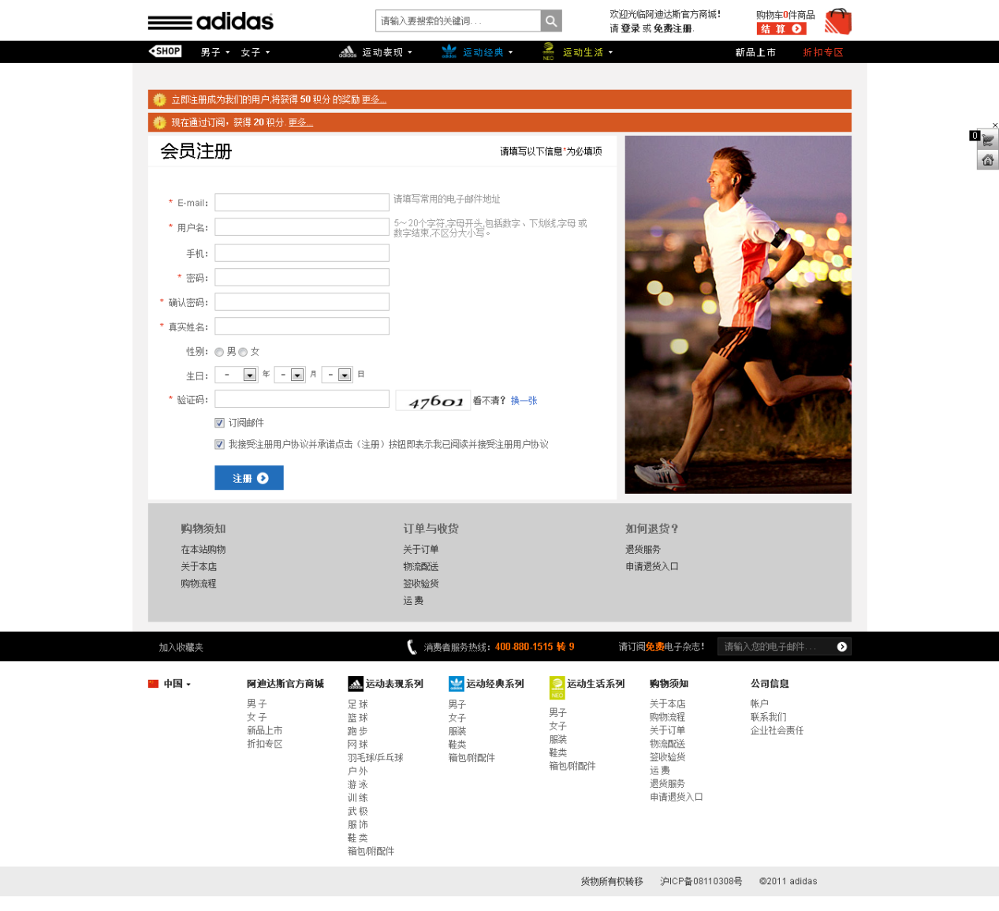 adidas
请输入要搜索的关键词...
欢迎光临阿迪达斯官方商城!
请 登录 或 免费注册.
购物车0件商品
结 算
SHOP
男子 女子
adidas 运动表现
adidas 运动经典
NEO 运动生活
新品上市
折扣专区
立即注册成为我们的用户,将获得 50 积分 的奖励 更多...
现在通过订阅，获得 20 积分. 更多...
×
0
会员注册
请填写以下信息*为必填项
* E-mail：
请填写常用的电子邮件地址
* 用户名：
5～20个字符,字母开头,包括数字、下划线,字母 或
数字结束,不区分大小写。
手机：
* 密码：
* 确认密码：
* 真实姓名：
性别： 男 女
生日： - 年 - 月 - 日
* 验证码： 47601 看不清? 换一张
订阅邮件
我接受注册用户协议并承诺点击（注册）按钮即表示我已阅读并接受注册用户协议
注册
购物须知
在本站购物
关于本店
购物流程
订单与收货
关于订单
物流配送
签收验货
运 费
如何退货？
退货服务
申请退货入口
加入收藏夹
消费者服务热线：400-880-1515 转 9
请订阅免费电子杂志!
请输入您的电子邮件...
中国
阿迪达斯官方商城
男 子
女 子
新品上市
折扣专区
运动表现系列
足 球
篮 球
跑 步
网 球
羽毛球/乒乓球
户 外
游 泳
训 练
武 极
服 饰
鞋 类
箱包/附配件
运动经典系列
男子
女子
服装
鞋类
箱包/附配件
NEO 运动生活系列
男子
女子
服装
鞋类
箱包/附配件
购物须知
关于本店
购物流程
关于订单
物流配送
签收验货
运 费
退货服务
申请退货入口
公司信息
帐户
联系我们
企业社会责任
货物所有权转移
沪ICP备08110308号
©2011 adidas